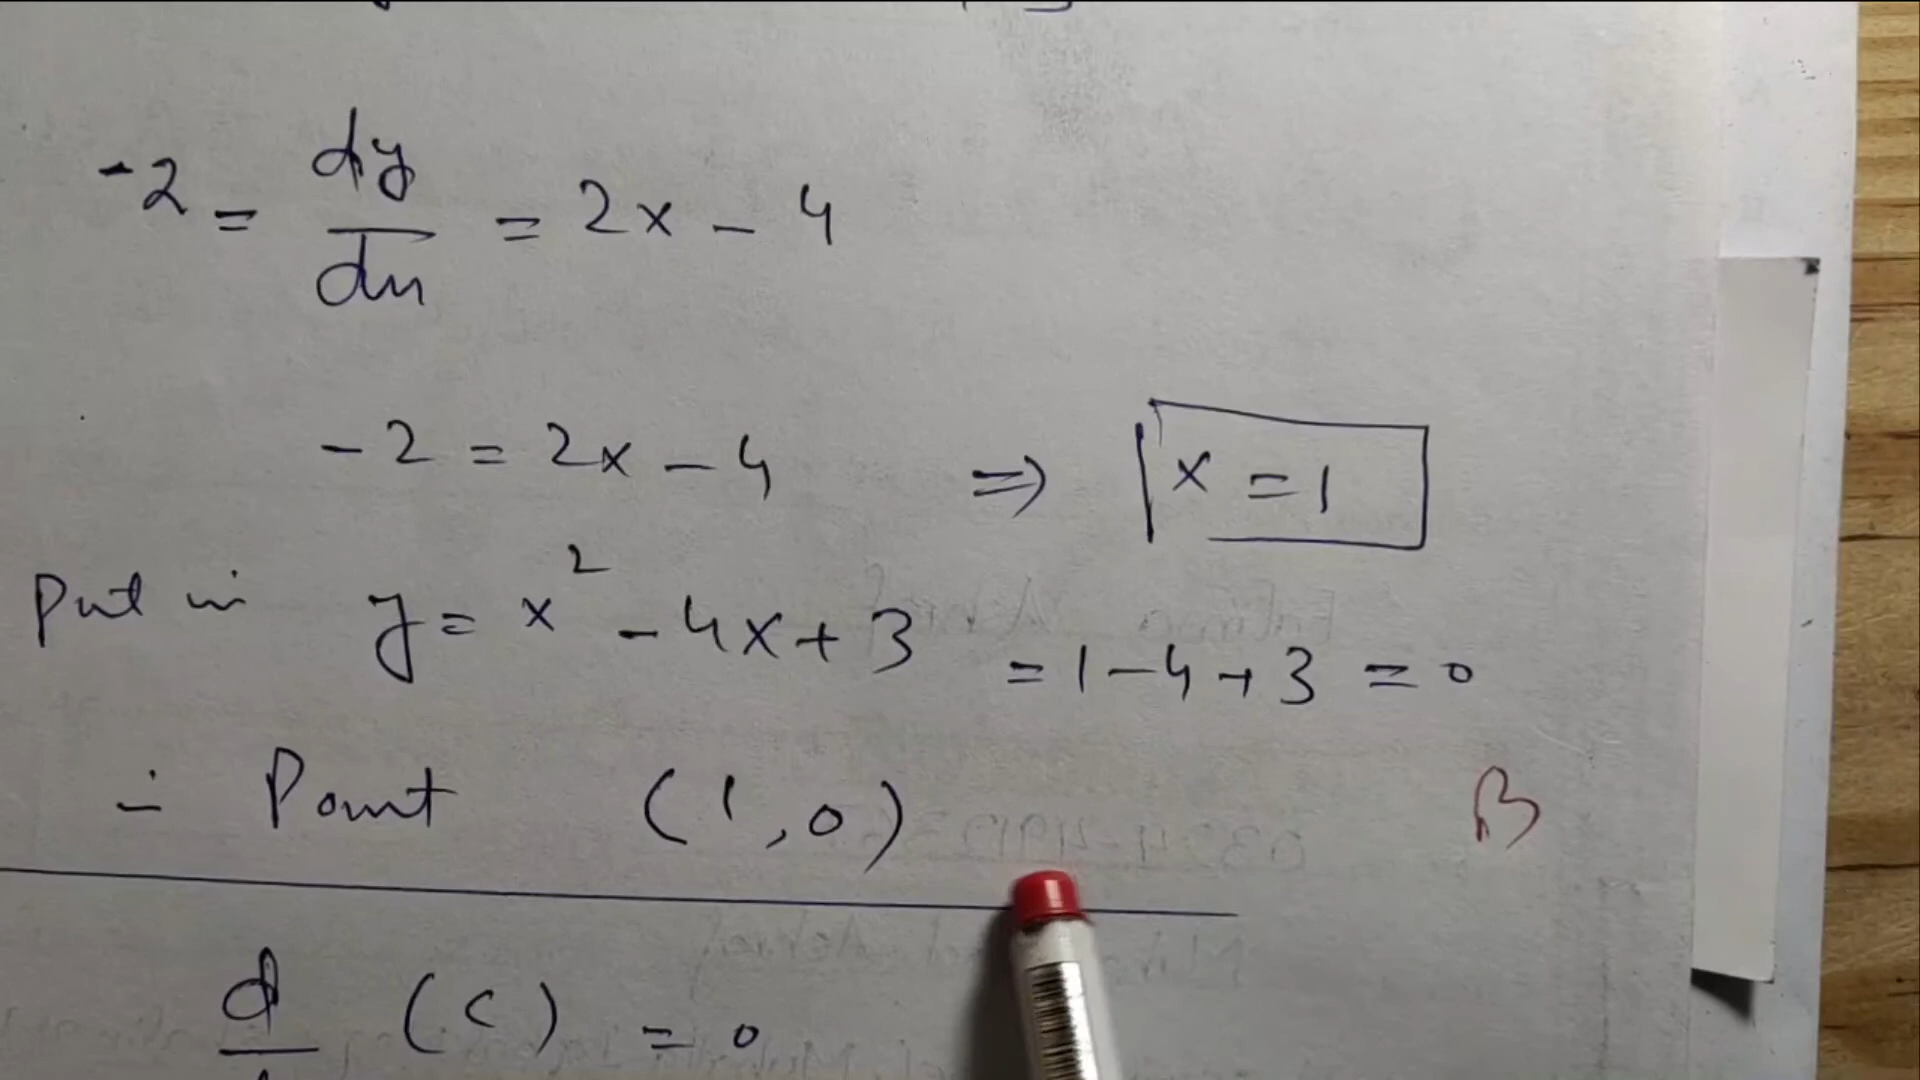 -2 = dy/dx = 2x - 4
-2 = 2x - 4 ⇒ x = 1
Put in y = x² - 4x + 3 = 1 - 4 + 3 = 0
∴ Point (1, 0) B
d (c) = 0